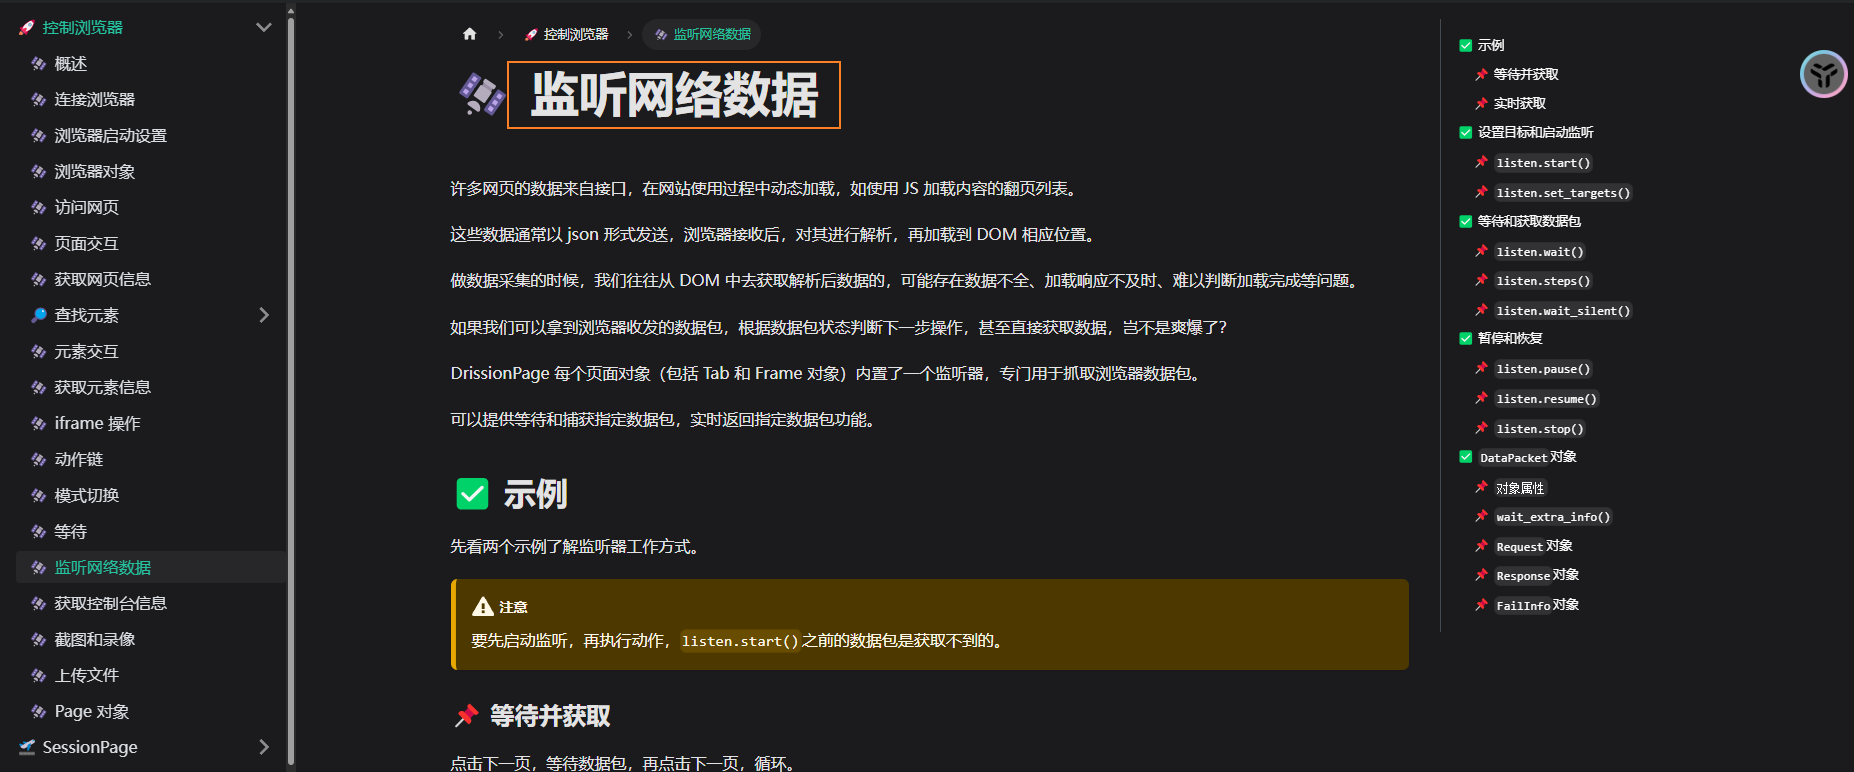 控制浏览器
概述
连接浏览器
浏览器启动设置
浏览器对象
访问网页
页面交互
获取网页信息
查找元素
元素交互
获取元素信息
iframe 操作
动作链
模式切换
等待
监听网络数据
获取控制台信息
截图和录像
上传文件
Page 对象
SessionPage
控制浏览器 监听网络数据
监听网络数据
许多网页的数据来自接口，在网站使用过程中动态加载，如使用 JS 加载内容的翻页列表。
这些数据通常以 json 形式发送，浏览器接收后，对其进行解析，再加载到 DOM 相应位置。
做数据采集的时候，我们往往从 DOM 中去获取解析后数据的，可能存在数据不全、加载响应不及时、难以判断加载完成等问题。
如果我们可以拿到浏览器收发的数据包，根据数据包状态判断下一步操作，甚至直接获取数据，岂不是爽爆了？
DrissionPage 每个页面对象（包括 Tab 和 Frame 对象）内置了一个监听器，专门用于抓取浏览器数据包。
可以提供等待和捕获指定数据包，实时返回指定数据包功能。
示例
先看两个示例了解监听器工作方式。
注意
要先启动监听，再执行动作，listen.start()之前的数据包是获取不到的。
等待并获取
点击下一页，等待数据包，再点击下一页，循环。
示例
等待并获取
实时获取
设置目标和启动监听
listen.start()
listen.set_targets()
等待和获取数据包
listen.wait()
listen.steps()
listen.wait_silent()
暂停和恢复
listen.pause()
listen.resume()
listen.stop()
DataPacket对象
对象属性
wait_extra_info()
Request对象
Response对象
FailInfo对象